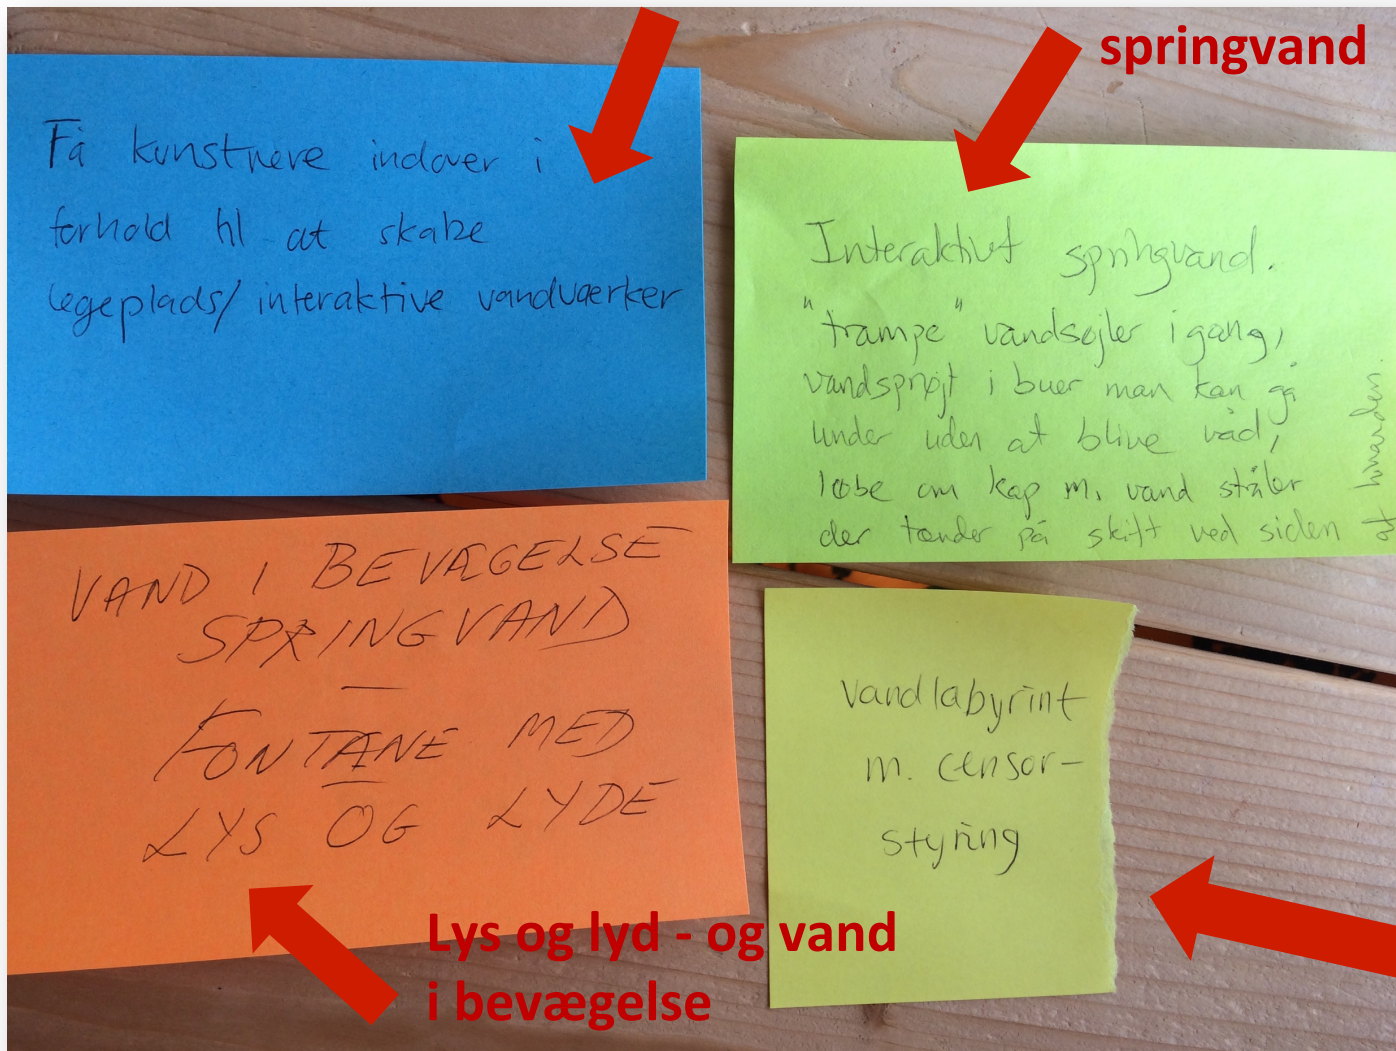 springvand
Få kunstnere indover i
forhold til at skabe
legeplads/interaktive vandværker
Interaktivt springvand.
"trampe" vandsøjler i gang,
vandsprøjt i buer man kan gå
under uden at blive våd,
løbe om kap m. vand stråler
der tænder på skift ved siden af
hinanden.
VAND I BEVÆGELSE
SPRINGVAND
—
FONTÆNE MED
LYS OG LYDE
vandlabyrint
m. censor-
styring
Lys og lyd - og vand
i bevægelse